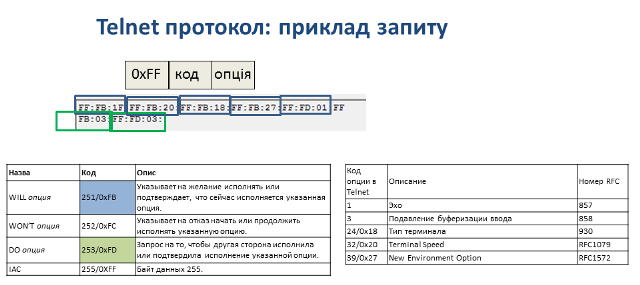 Telnet протокол: приклад запиту
0xFF код опція
FF:FB:1F FF:FB:20: FF:FB:18: FF:FB:27: FF:FD:01 FF
FB:03: FF:FD:03:
Назва Код Опис
WILL опция 251/0xFB Указывает на желание исполнять или
подтверждает, что сейчас исполняется указанная
опция.
WON'T опция 252/0xFC Указывает на отказ начать или продолжить
исполнять указанную опцию.
DO опция 253/0xFD Запрос на то, чтобы другая сторона исполнила
или подтвердила исполнение указанной опции.
IAC 255/0XFF Байт данных 255.
Код
опции в
Telnet Описание Номер RFC
1 Эхо 857
3 Подавление буферизации ввода 858
24/0x18 Тип терминала 930
32/0x20 Terminal Speed RFC1079
39/0x27 New Environment Option RFC1572